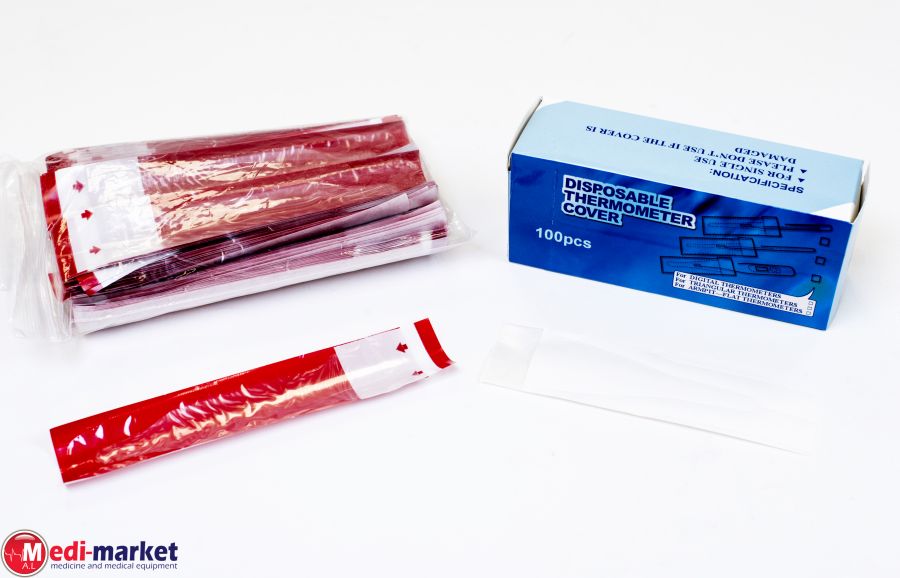 SPECIFICATION:
▲ FOR SINGLE USE
▲ PLEASE DON'T USE IF THE COVER IS
DAMAGED
DISPOSABLE
THERMOMETER
COVER
100pcs
For DIGITAL THERMOMETERS
For TRIANGULAR THERMOMETERS
For ARMPIT—FLAT THERMOMETERS
Medi-market
A.L
medicine and medical equipment